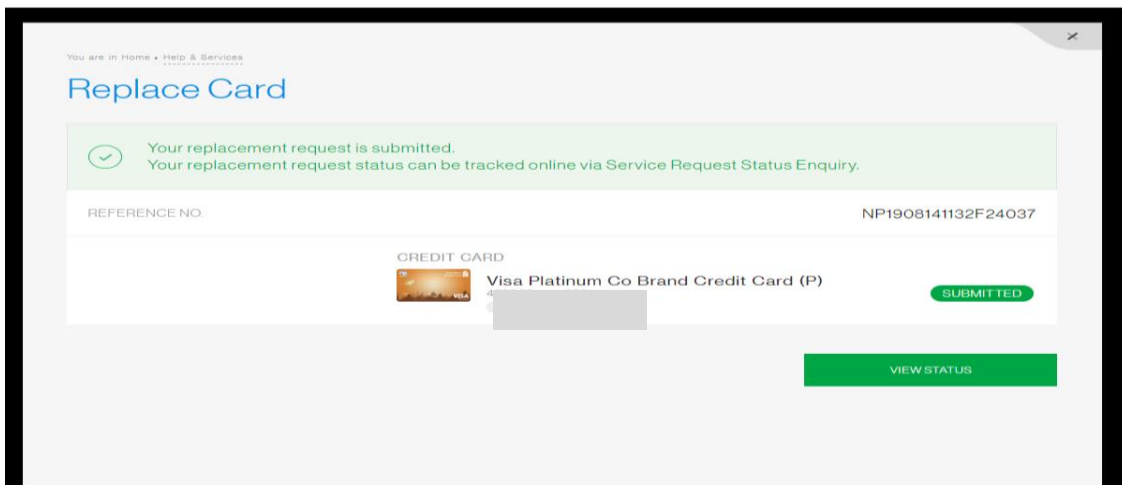 You are in Home • Help & Services
Replace Card
Your replacement request is submitted.
Your replacement request status can be tracked online via Service Request Status Enquiry.
REFERENCE NO.
NP1908141132F24037
CREDIT CARD
VISA
Visa Platinum Co Brand Credit Card (P)
SUBMITTED
VIEW STATUS